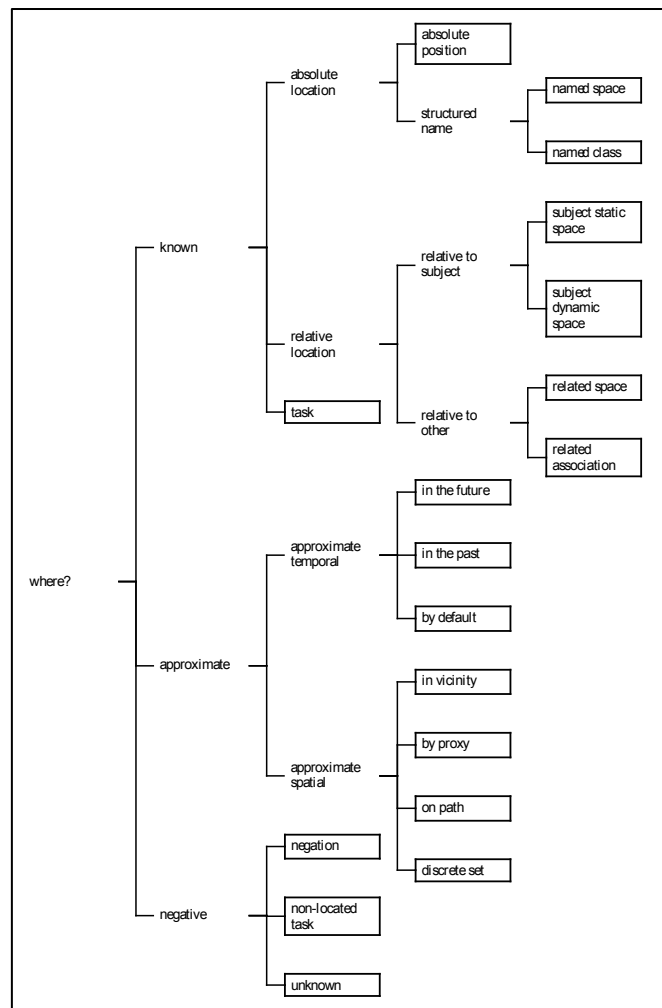 absolute
position
absolute
location
named space
structured
name
named class
subject static
space
known
relative to
subject
subject
dynamic
space
relative
location
related space
task
relative to
other
related
association
in the future
approximate
temporal
in the past
where?
by default
approximate
in vicinity
by proxy
approximate
spatial
on path
negation
discrete set
negative
non-located
task
unknown